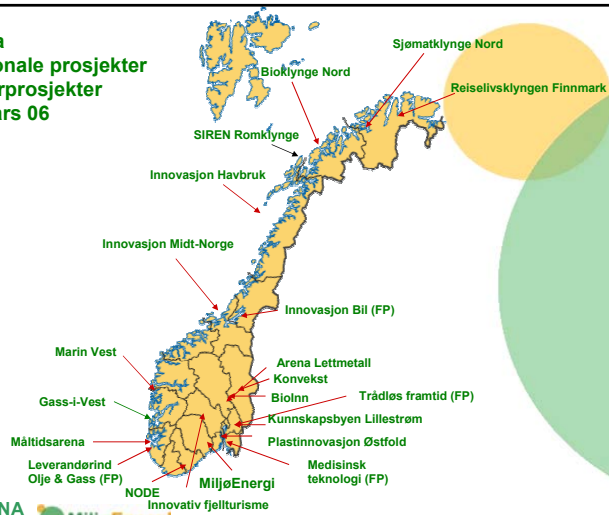 onale prosjekter
rprosjekter
ars 06
Sjømatklynge Nord
Bioklynge Nord
Reiselivsklyngen Finnmark
SIREN Romklynge
Innovasjon Havbruk
Innovasjon Midt-Norge
Innovasjon Bil (FP)
Marin Vest
Arena Lettmetall
Konvekst
Gass-i-Vest
BioInn
Trådløs framtid (FP)
Kunnskapsbyen Lillestrøm
Måltidsarena
Plastinnovasjon Østfold
Leverandørind
Olje & Gass (FP)
MiljøEnergi
Medisinsk
teknologi (FP)
NODE
Innovativ fjellturisme
NA